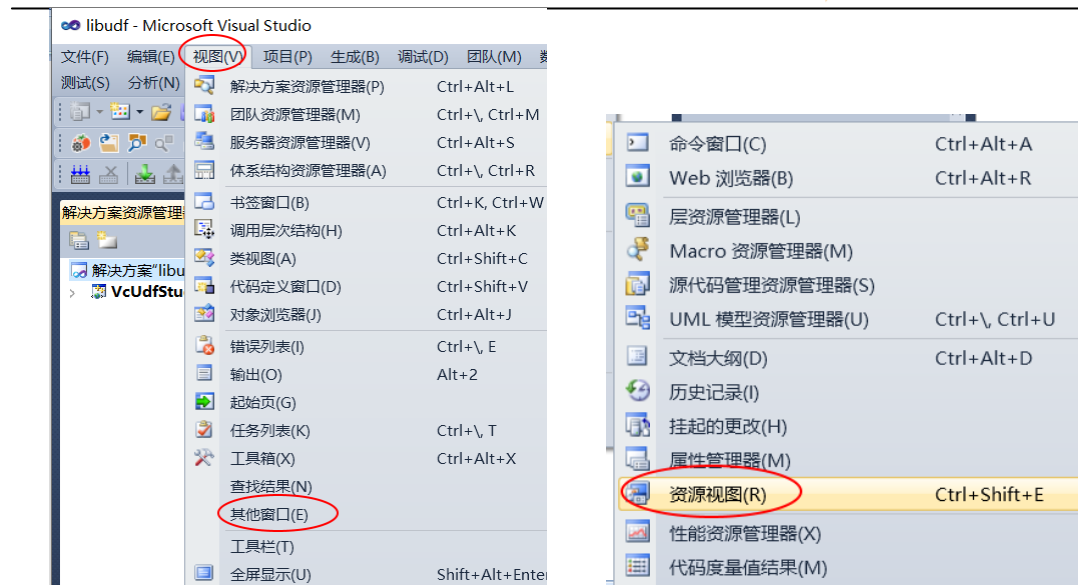 libudf - Microsoft Visual Studio
文件(F) 编辑(E) 视图(V) 项目(P) 生成(B) 调试(D) 团队(M)
测试(S) 分析(N)
解决方案资源管理器(P) Ctrl+Alt+L
团队资源管理器(M) Ctrl+\, Ctrl+M
服务器资源管理器(V) Ctrl+Alt+S
体系结构资源管理器(A) Ctrl+\, Ctrl+R
书签窗口(B) Ctrl+K, Ctrl+W
调用层次结构(H) Ctrl+Alt+K
类视图(A) Ctrl+Shift+C
代码定义窗口(D) Ctrl+Shift+V
对象浏览器(J) Ctrl+Alt+J
错误列表(I) Ctrl+\, E
输出(O) Alt+2
起始页(G)
任务列表(K) Ctrl+\, T
工具箱(X) Ctrl+Alt+X
查找结果(N)
其他窗口(E)
工具栏(T)
全屏显示(U) Shift+Alt+Enter
解决方案资源管理
解决方案"libu
VcUdfStu
命令窗口(C) Ctrl+Alt+A
Web 浏览器(B) Ctrl+Alt+R
层资源管理器(L)
Macro 资源管理器(M)
源代码管理资源管理器(S)
UML 模型资源管理器(U) Ctrl+\, Ctrl+U
文档大纲(D) Ctrl+Alt+D
历史记录(I)
挂起的更改(H)
属性管理器(M)
资源视图(R) Ctrl+Shift+E
性能资源管理器(X)
代码度量值结果(M)